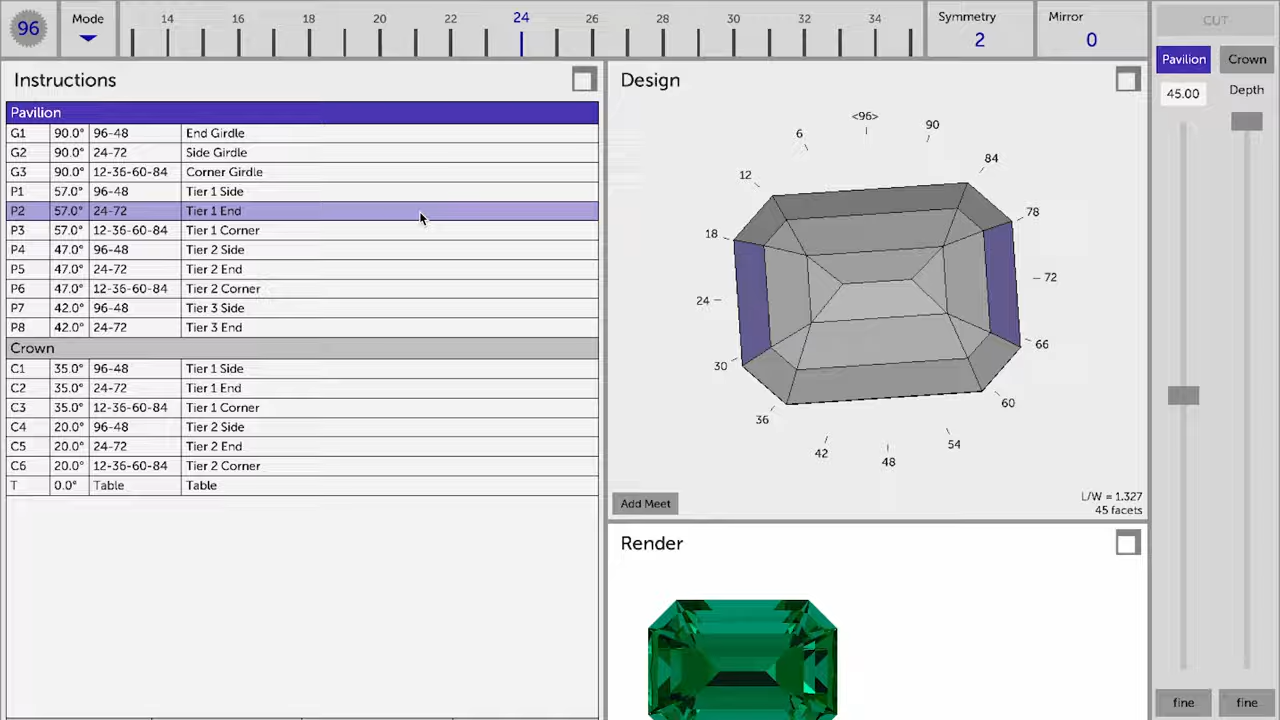 96
Mode
14 16 18 20 22 24 26 28 30 32 34
Symmetry
2
Mirror
0
CUT
Pavilion Crown
45.00 Depth
Instructions
Pavilion
G1 90.0° 96-48 End Girdle
G2 90.0° 24-72 Side Girdle
G3 90.0° 12-36-60-84 Corner Girdle
P1 57.0° 96-48 Tier 1 Side
P2 57.0° 24-72 Tier 1 End
P3 57.0° 12-36-60-84 Tier 1 Corner
P4 47.0° 96-48 Tier 2 Side
P5 47.0° 24-72 Tier 2 End
P6 47.0° 12-36-60-84 Tier 2 Corner
P7 42.0° 96-48 Tier 3 Side
P8 42.0° 24-72 Tier 3 End
Crown
C1 35.0° 96-48 Tier 1 Side
C2 35.0° 24-72 Tier 1 End
C3 35.0° 12-36-60-84 Tier 1 Corner
C4 20.0° 96-48 Tier 2 Side
C5 20.0° 24-72 Tier 2 End
C6 20.0° 12-36-60-84 Tier 2 Corner
T 0.0° Table Table
Design
<96>
6 90
84
12
78
18
72
24
66
30
60
36
54
42
48
Add Meet
L/W = 1.327
45 facets
Render
fine fine